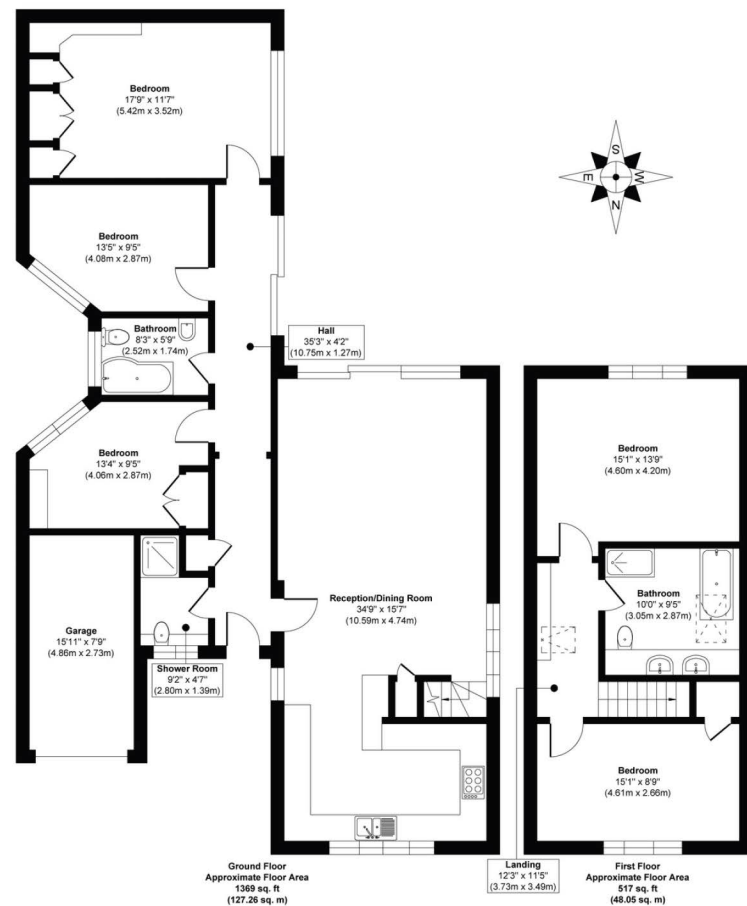 Bedroom
17'9" x 11'7"
(5.42m x 3.52m)
S
E
W
N
Bedroom
13'5" x 9'5"
(4.08m x 2.87m)
Bathroom
8'3" x 5'9"
(2.52m x 1.74m)
Hall
35'3" x 4'2"
(10.75m x 1.27m)
Bedroom
13'4" x 9'5"
(4.06m x 2.87m)
Bedroom
15'1" x 13'9"
(4.60m x 4.20m)
Garage
15'11" x 7'9"
(4.86m x 2.73m)
Reception/Dining Room
34'9" x 15'7"
(10.59m x 4.74m)
Bathroom
10'0" x 9'5"
(3.05m x 2.87m)
Shower Room
9'2" x 4'7"
(2.80m x 1.39m)
Bedroom
15'1" x 8'9"
(4.61m x 2.66m)
Ground Floor
Approximate Floor Area
1369 sq. ft
(127.26 sq. m)
Landing
12'3" x 11'5"
(3.73m x 3.49m)
First Floor
Approximate Floor Area
517 sq. ft
(48.05 sq. m)